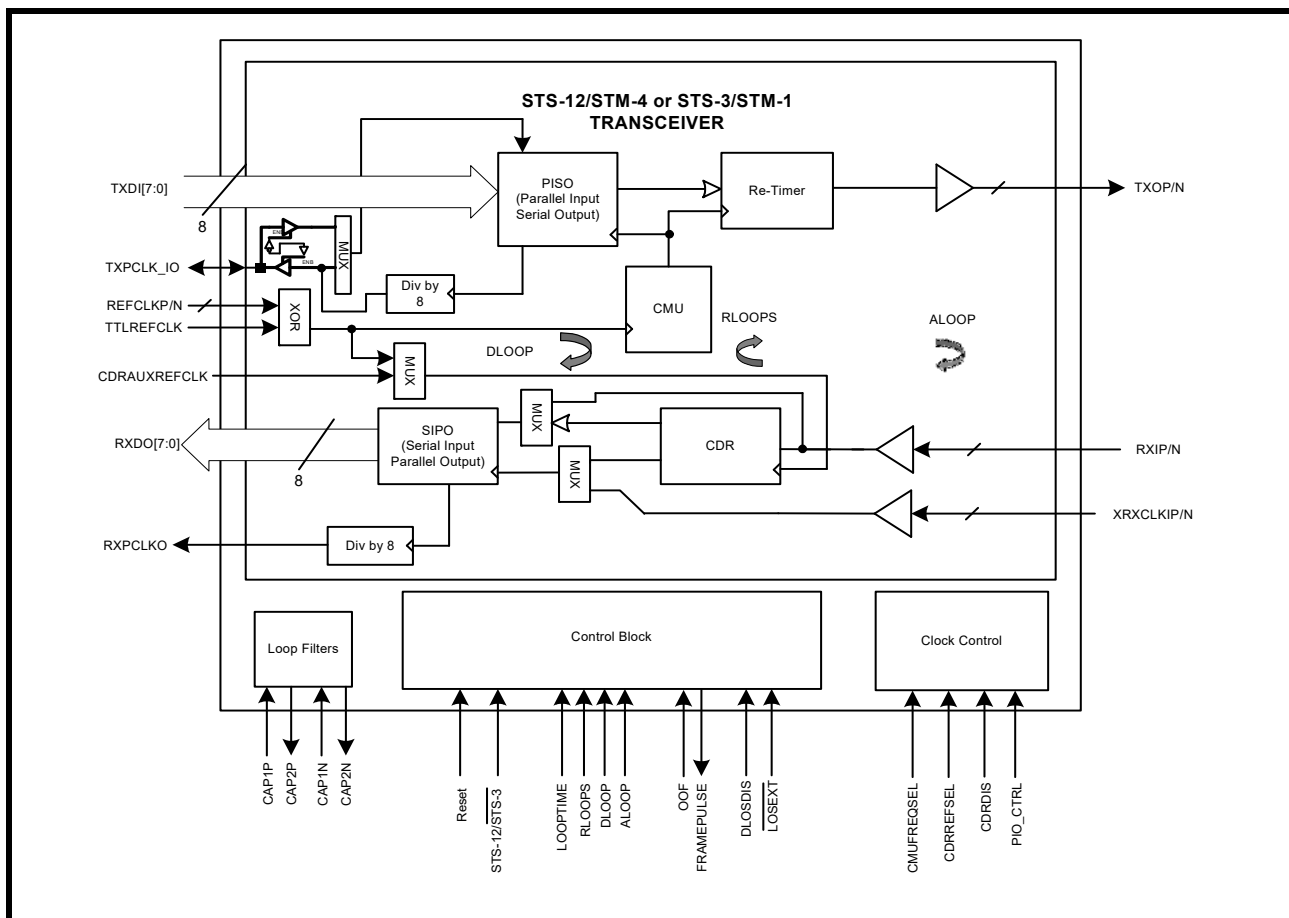 STS-12/STM-4 or STS-3/STM-1
TRANSCEIVER
TXDI[7:0]
8
PISO
(Parallel Input
Serial Output)
Re-Timer
TXOP/N
ENB
MUX
ENB
TXPCLK_IO
Div by
8
REFCLKP/N
XOR
TTLREFCLK
CMU
DLOOP
RLOOPS
ALOOP
MUX
CDRAUXREFCLK
RXDO[7:0]
8
SIPO
(Serial Input
Parallel Output)
MUX
MUX
CDR
RXIP/N
XRXCLKIP/N
RXPCLKO
Div by 8
Loop Filters
Control Block
Clock Control
CAP1P
CAP2P
CAP1N
CAP2N
Reset
STS-12/STS-3
LOOPTIME
RLOOPS
DLOOP
ALOOP
OOF
FRAMEPULSE
DLOSDIS
LOSEXT
CMUFREQSEL
CDRREFSEL
CDRDIS
PIO_CTRL